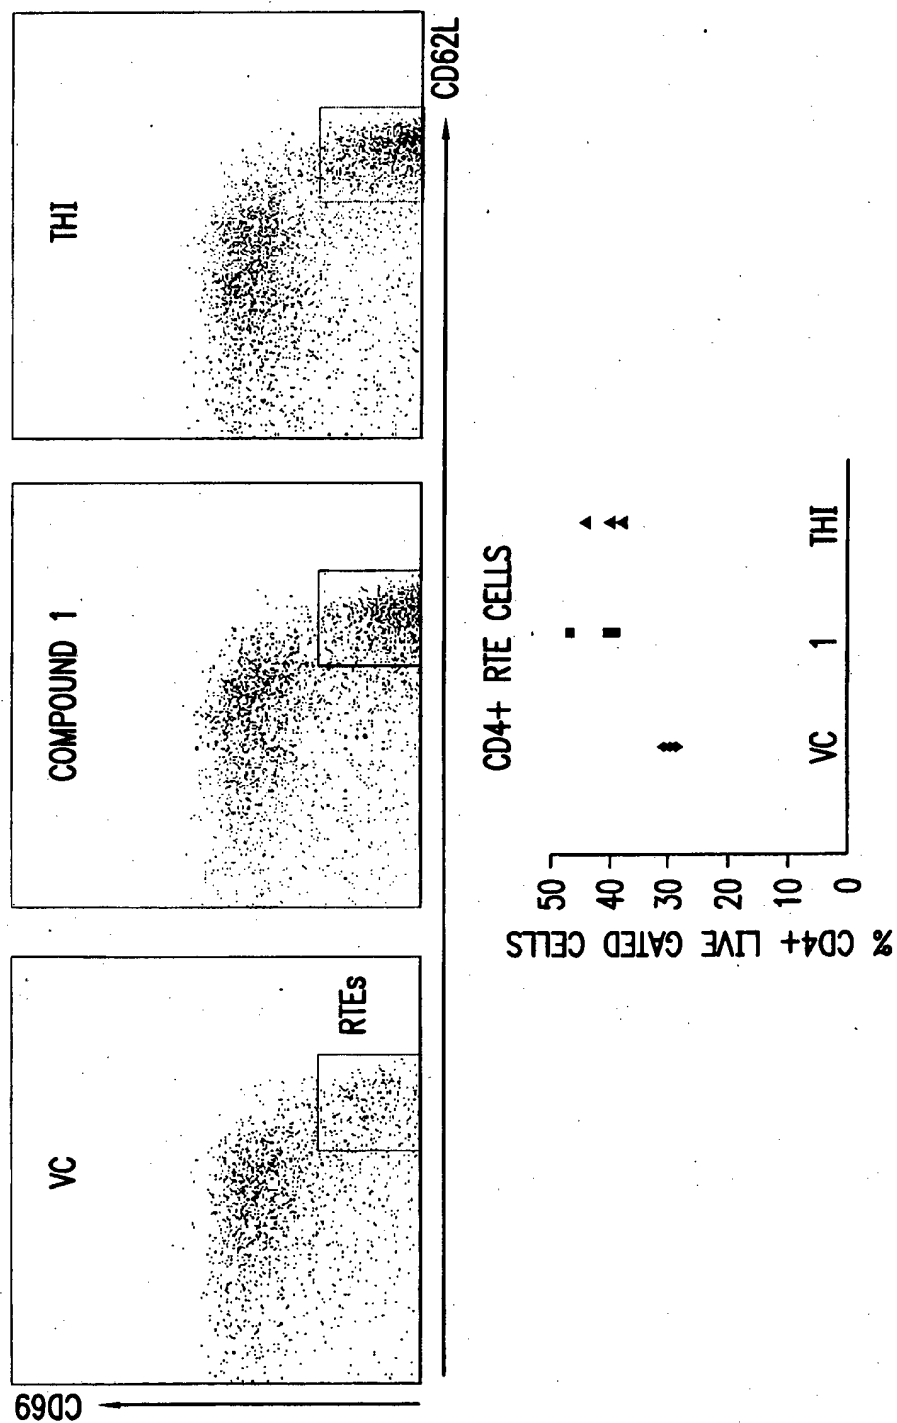 VC
COMPOUND 1
THI
CD69
RTEs
CD62L
CD4+ RTE CELLS
% CD4+ LIVE GATED CELLS
50
40
30
20
10
0
VC
1
THI